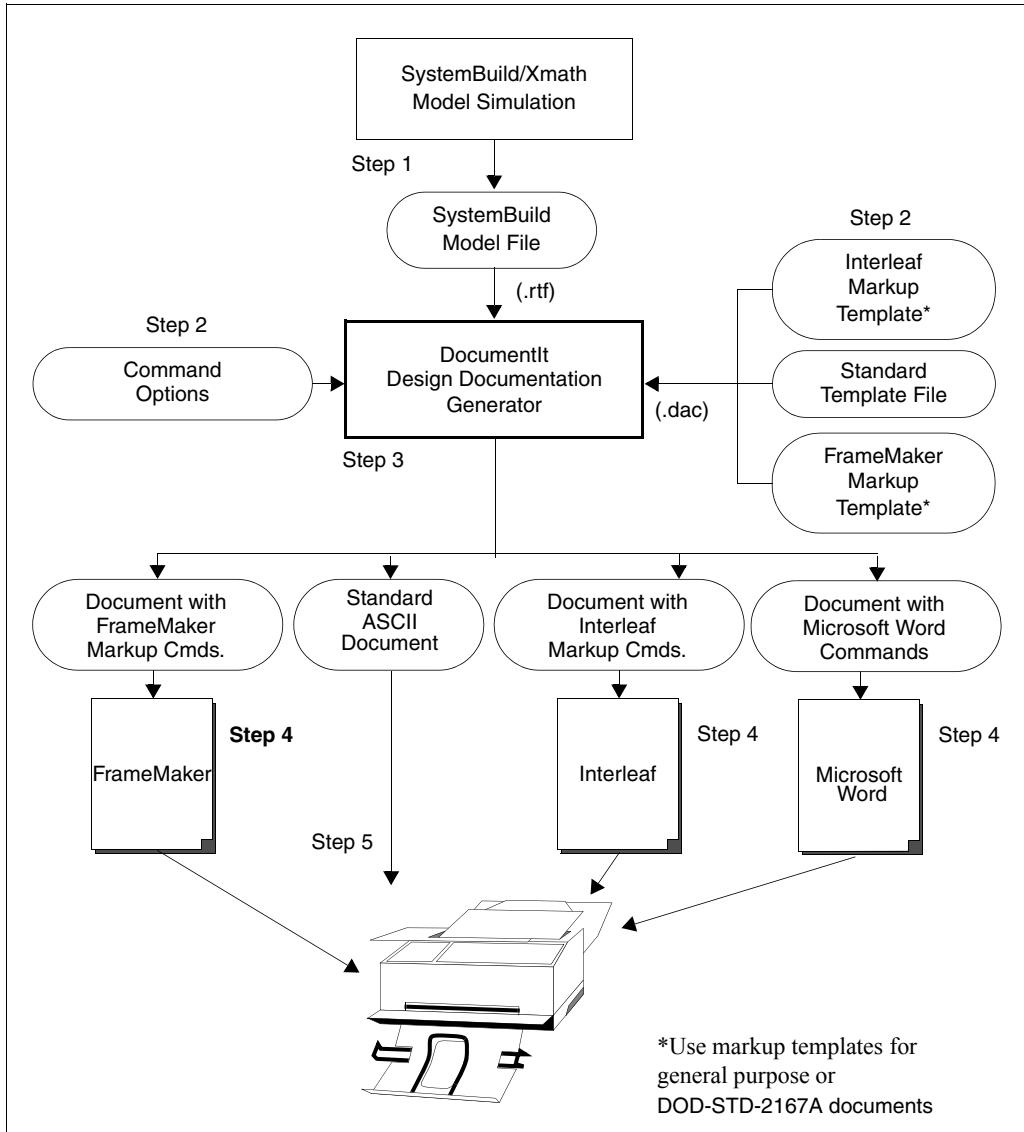 SystemBuild/Xmath
Model Simulation
Step 1
SystemBuild
Model File
(.rtf)
Step 2
Interleaf
Markup
Template*
Step 2
Command
Options
DocumentIt
Design Documentation
Generator
(.dac)
Standard
Template File
FrameMaker
Markup
Template*
Step 3
Document with
FrameMaker
Markup Cmds.
Standard
ASCII
Document
Document with
Interleaf
Markup Cmds.
Document with
Microsoft Word
Commands
FrameMaker
Step 4
Interleaf
Step 4
Microsoft
Word
Step 4
Step 5
*Use markup templates for
general purpose or
DOD-STD-2167A documents